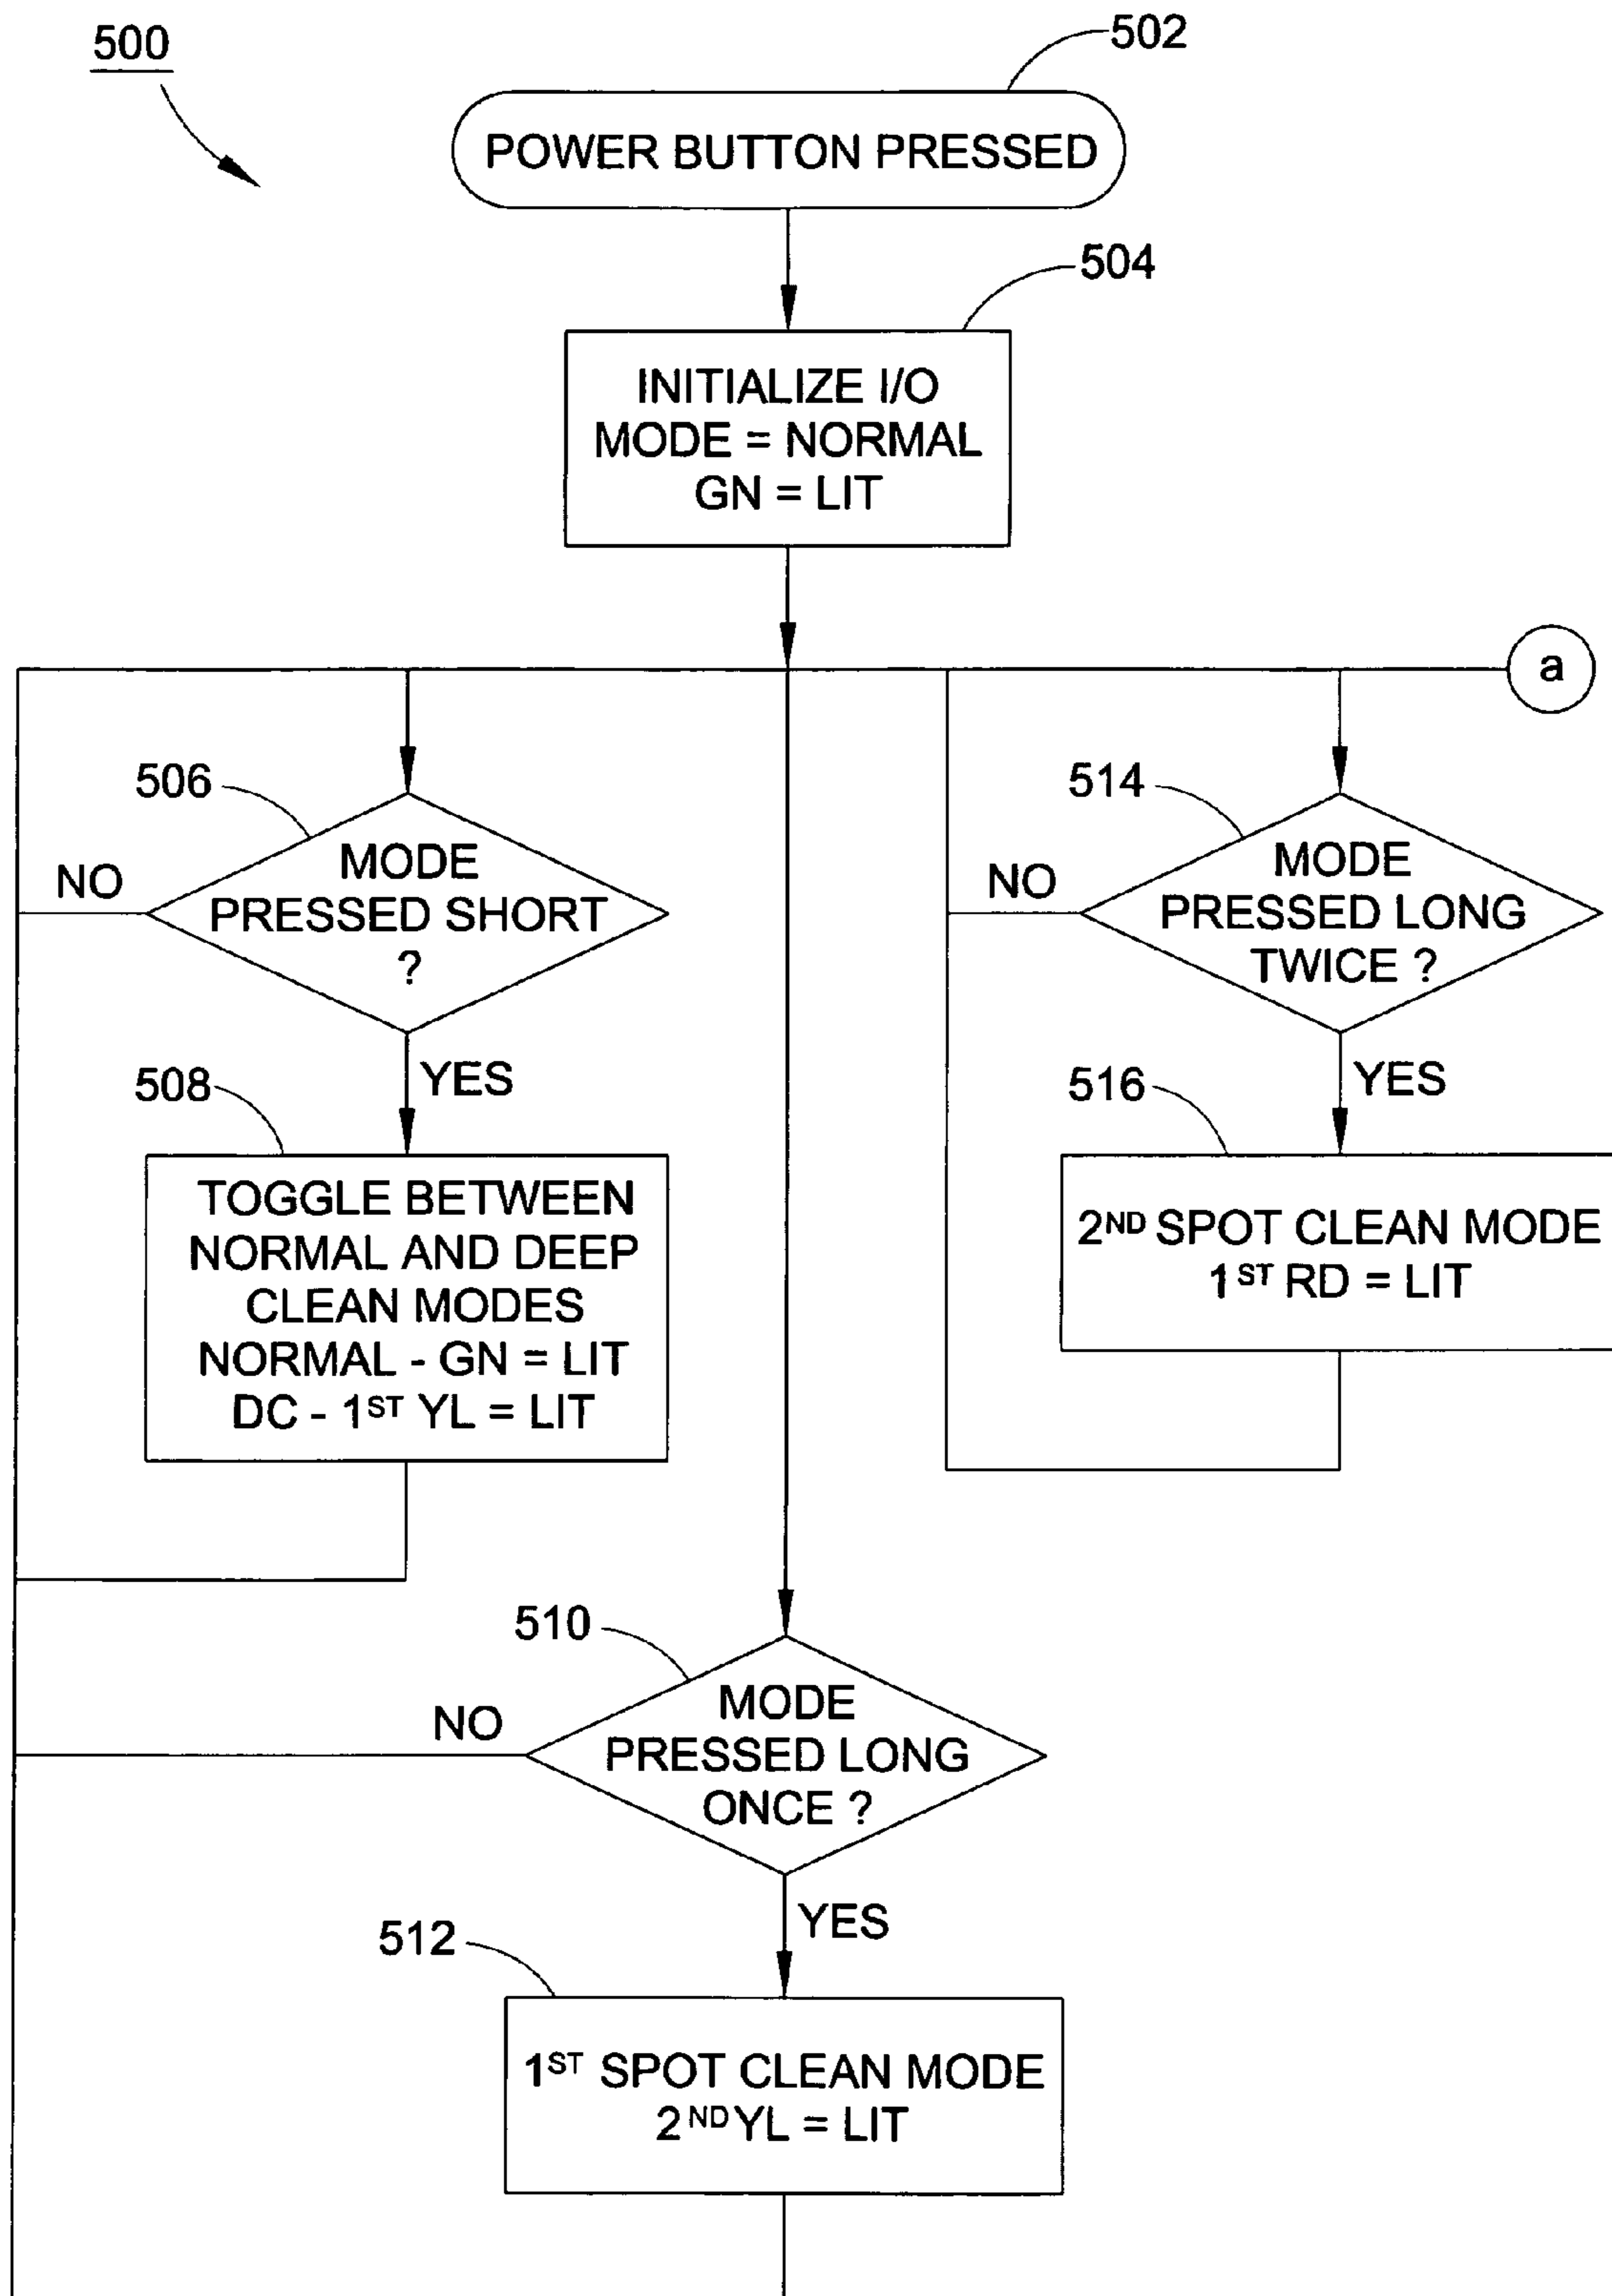 500
502
POWER BUTTON PRESSED
504
INITIALIZE I/O
MODE = NORMAL
GN = LIT
a
506
MODE
PRESSED SHORT
?
NO
YES
508
TOGGLE BETWEEN
NORMAL AND DEEP
CLEAN MODES
NORMAL - GN = LIT
DC - 1ST YL = LIT
514
MODE
PRESSED LONG
TWICE ?
NO
YES
516
2ND SPOT CLEAN MODE
1ST RD = LIT
510
MODE
PRESSED LONG
ONCE ?
NO
YES
512
1ST SPOT CLEAN MODE
2ND YL = LIT